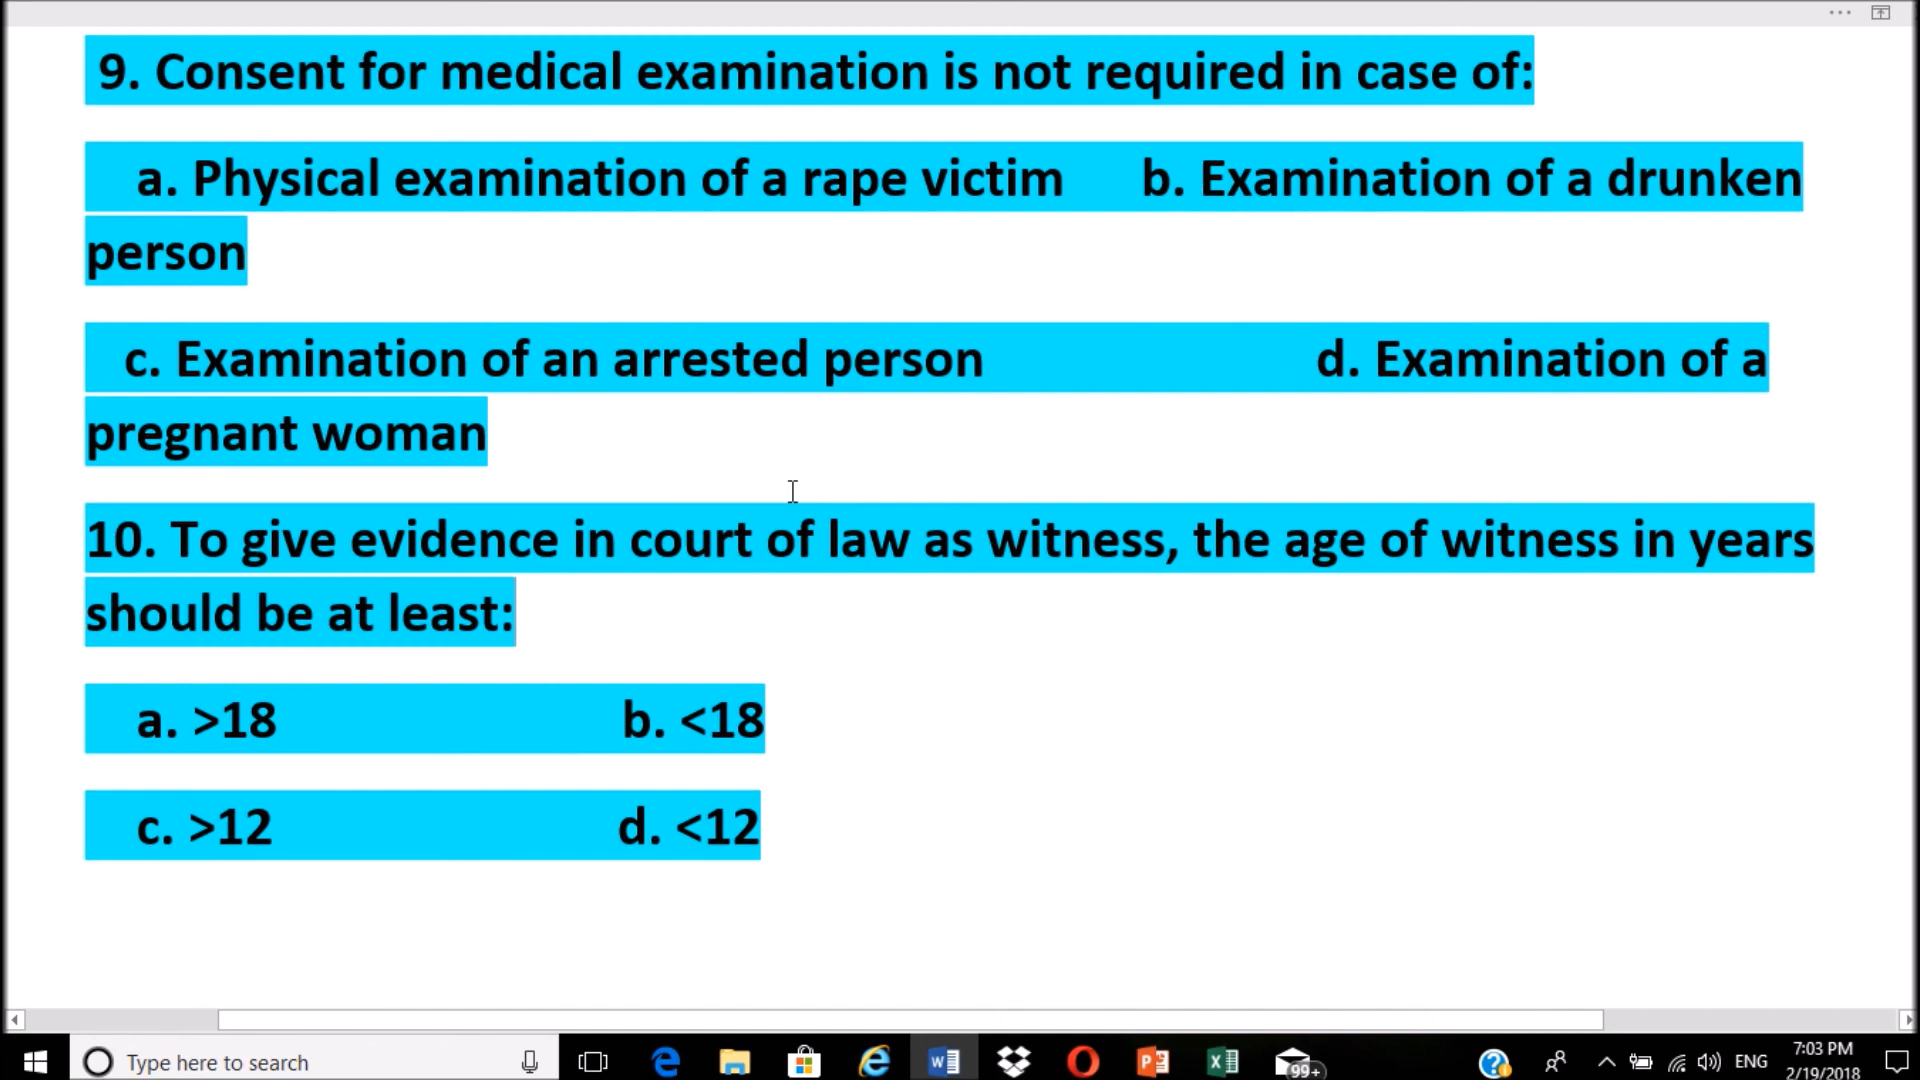 9. Consent for medical examination is not required in case of:
a. Physical examination of a rape victim b. Examination of a drunken
person
c. Examination of an arrested person d. Examination of a
pregnant woman
10. To give evidence in court of law as witness, the age of witness in years
should be at least:
a. >18 b. <18
c. >12 d. <12
Type here to search 99+ ENG 7:03 PM
2/19/2018